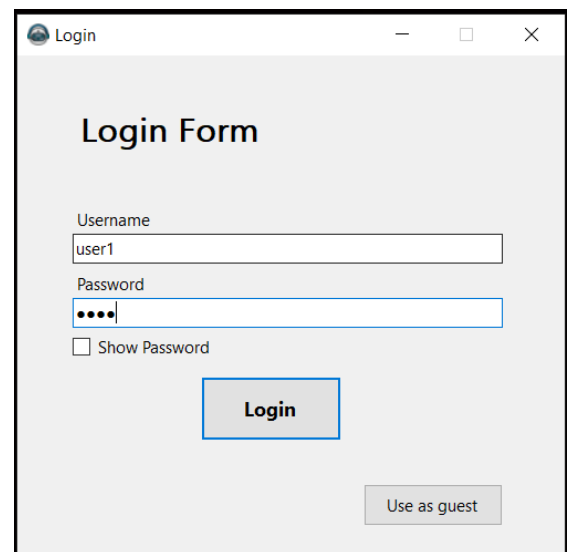 Login
Login Form
Username
user1
Password
••••
Show Password
Login
Use as guest